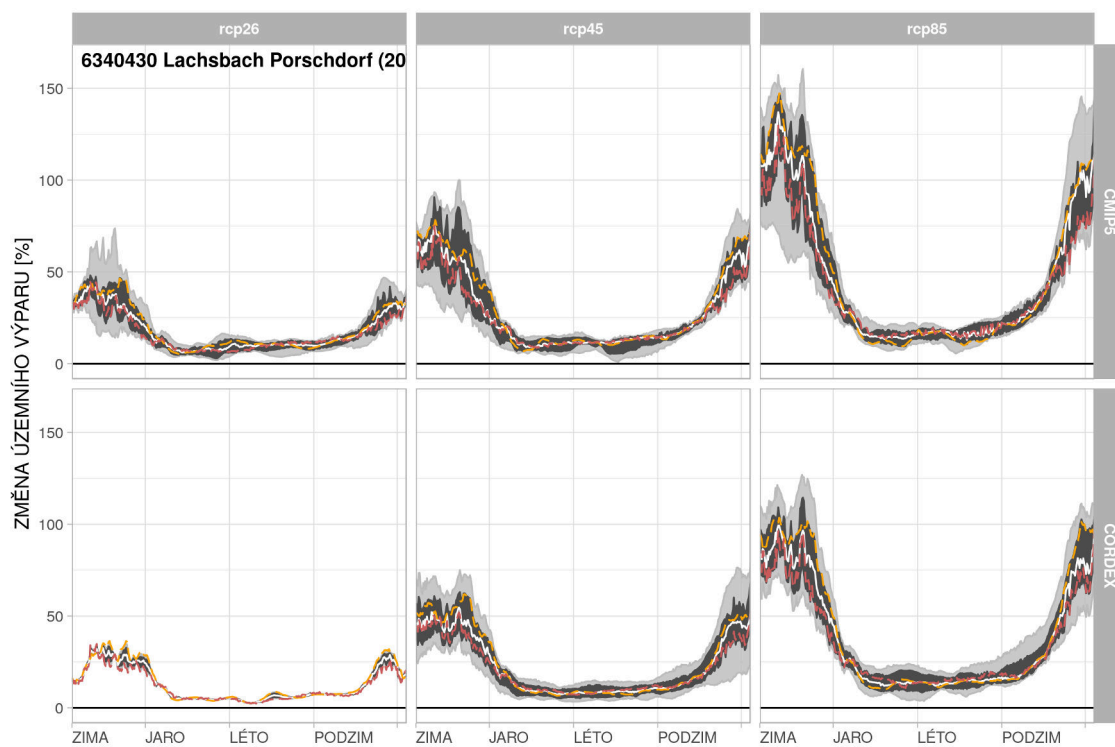 rcp26 rcp45 rcp85
6340430 Lachsbach Porschdorf (20
ZMĚNA ÚZEMNÍHO VÝPARU [%]
150
100
50
0
CMIP5
150
100
50
0
CORDEX
ZIMA JARO LÉTO PODZIM ZIMA JARO LÉTO PODZIM ZIMA JARO LÉTO PODZIM